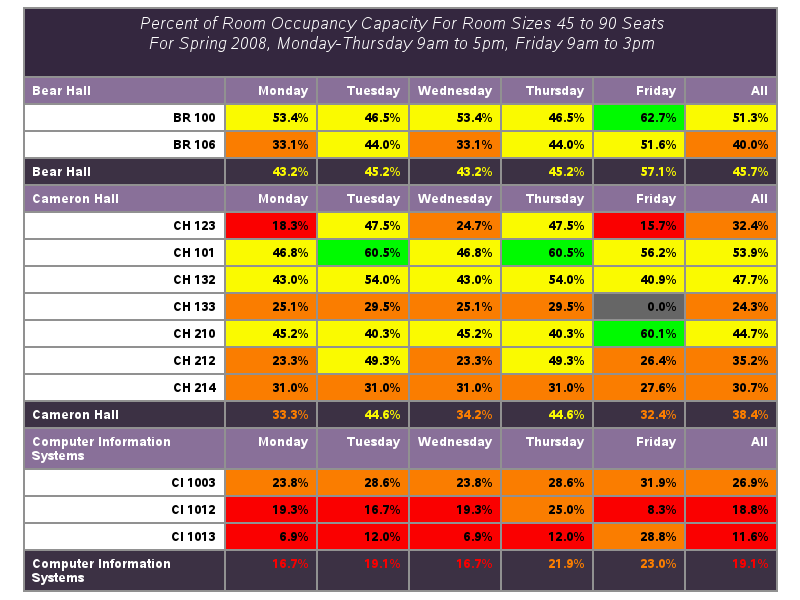 Percent of Room Occupancy Capacity For Room Sizes 45 to 90 Seats
For Spring 2008, Monday-Thursday 9am to 5pm, Friday 9am to 3pm
Bear Hall Monday Tuesday Wednesday Thursday Friday All
BR 100 53.4% 46.5% 53.4% 46.5% 62.7% 51.3%
BR 106 33.1% 44.0% 33.1% 44.0% 51.6% 40.0%
Bear Hall 43.2% 45.2% 43.2% 45.2% 57.1% 45.7%
Cameron Hall Monday Tuesday Wednesday Thursday Friday All
CH 123 18.3% 47.5% 24.7% 47.5% 15.7% 32.4%
CH 101 46.8% 60.5% 46.8% 60.5% 56.2% 53.9%
CH 132 43.0% 54.0% 43.0% 54.0% 40.9% 47.7%
CH 133 25.1% 29.5% 25.1% 29.5% 0.0% 24.3%
CH 210 45.2% 40.3% 45.2% 40.3% 60.1% 44.7%
CH 212 23.3% 49.3% 23.3% 49.3% 26.4% 35.2%
CH 214 31.0% 31.0% 31.0% 31.0% 27.6% 30.7%
Cameron Hall 33.3% 44.6% 34.2% 44.6% 32.4% 38.4%
Computer Information Monday Tuesday Wednesday Thursday Friday All
Systems
CI 1003 23.8% 28.6% 23.8% 28.6% 31.9% 26.9%
CI 1012 19.3% 16.7% 19.3% 25.0% 8.3% 18.8%
CI 1013 6.9% 12.0% 6.9% 12.0% 28.8% 11.6%
Computer Information 16.7% 19.1% 16.7% 21.9% 23.0% 19.1%
Systems